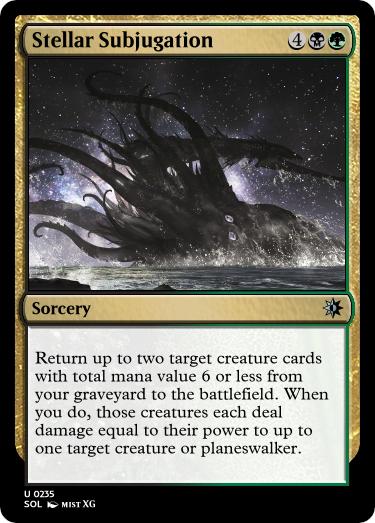 Stellar Subjugation 4
Sorcery
Return up to two target creature cards
with total mana value 6 or less from
your graveyard to the battlefield. When
you do, those creatures each deal
damage equal to their power to up to
one target creature or planeswalker.
U 0235
SOL MIST XG